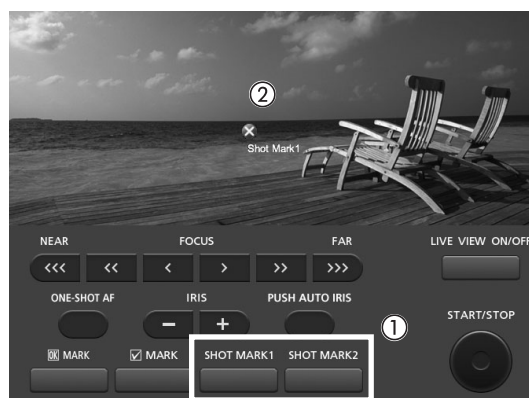 ②
Shot Mark1
NEAR FOCUS FAR LIVE VIEW ON/OFF
<<< << < > >> >>>
ONE-SHOT AF IRIS PUSH AUTO IRIS
− +
START/STOP
①
OK MARK ☑ MARK SHOT MARK1 SHOT MARK2